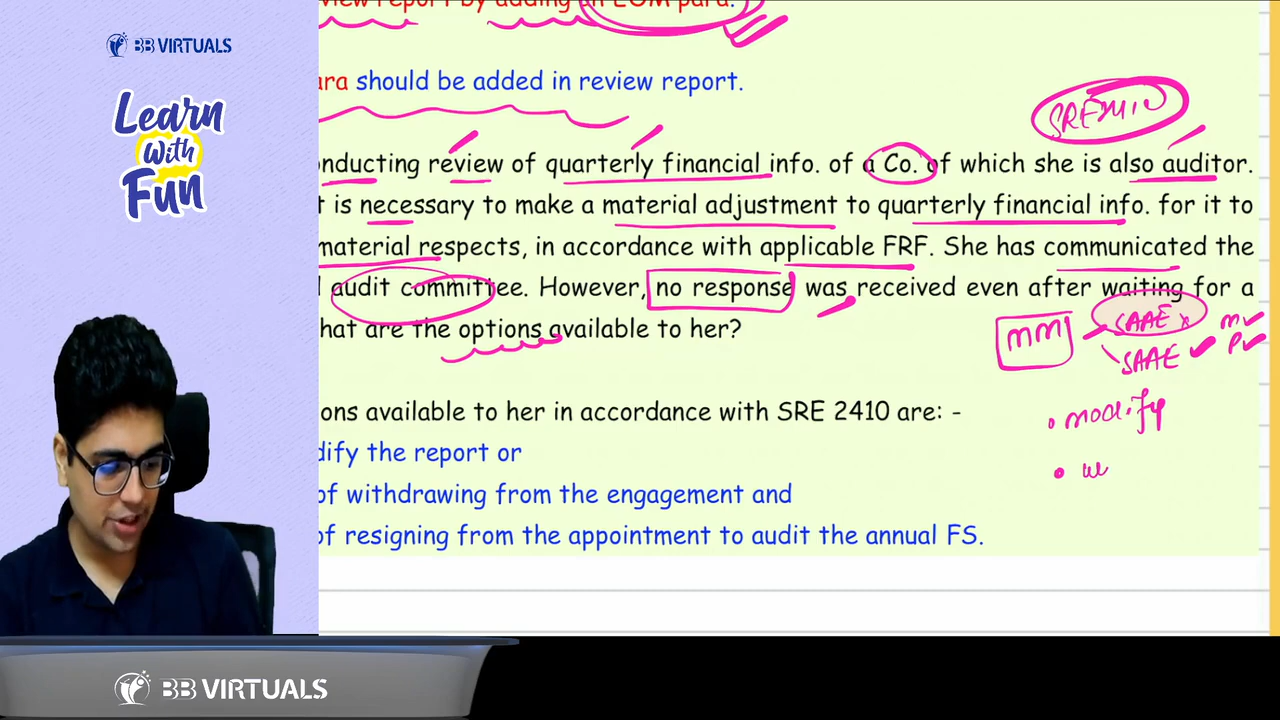 BB VIRTUALS
Learn
With
Fun
view report by adding an EOM para.
ara should be added in review report.
SRE 2410
onducting review of quarterly financial info. of a Co. of which she is also auditor.
t is necessary to make a material adjustment to quarterly financial info. for it to
material respects, in accordance with applicable FRF. She has communicated the
audit committee. However, no response was received even after waiting for a
hat are the options available to her?
MM
SAAE x
SAAE
M
P
ons available to her in accordance with SRE 2410 are: -
• modify
dify the report or
of withdrawing from the engagement and
of resigning from the appointment to audit the annual FS.
BB VIRTUALS